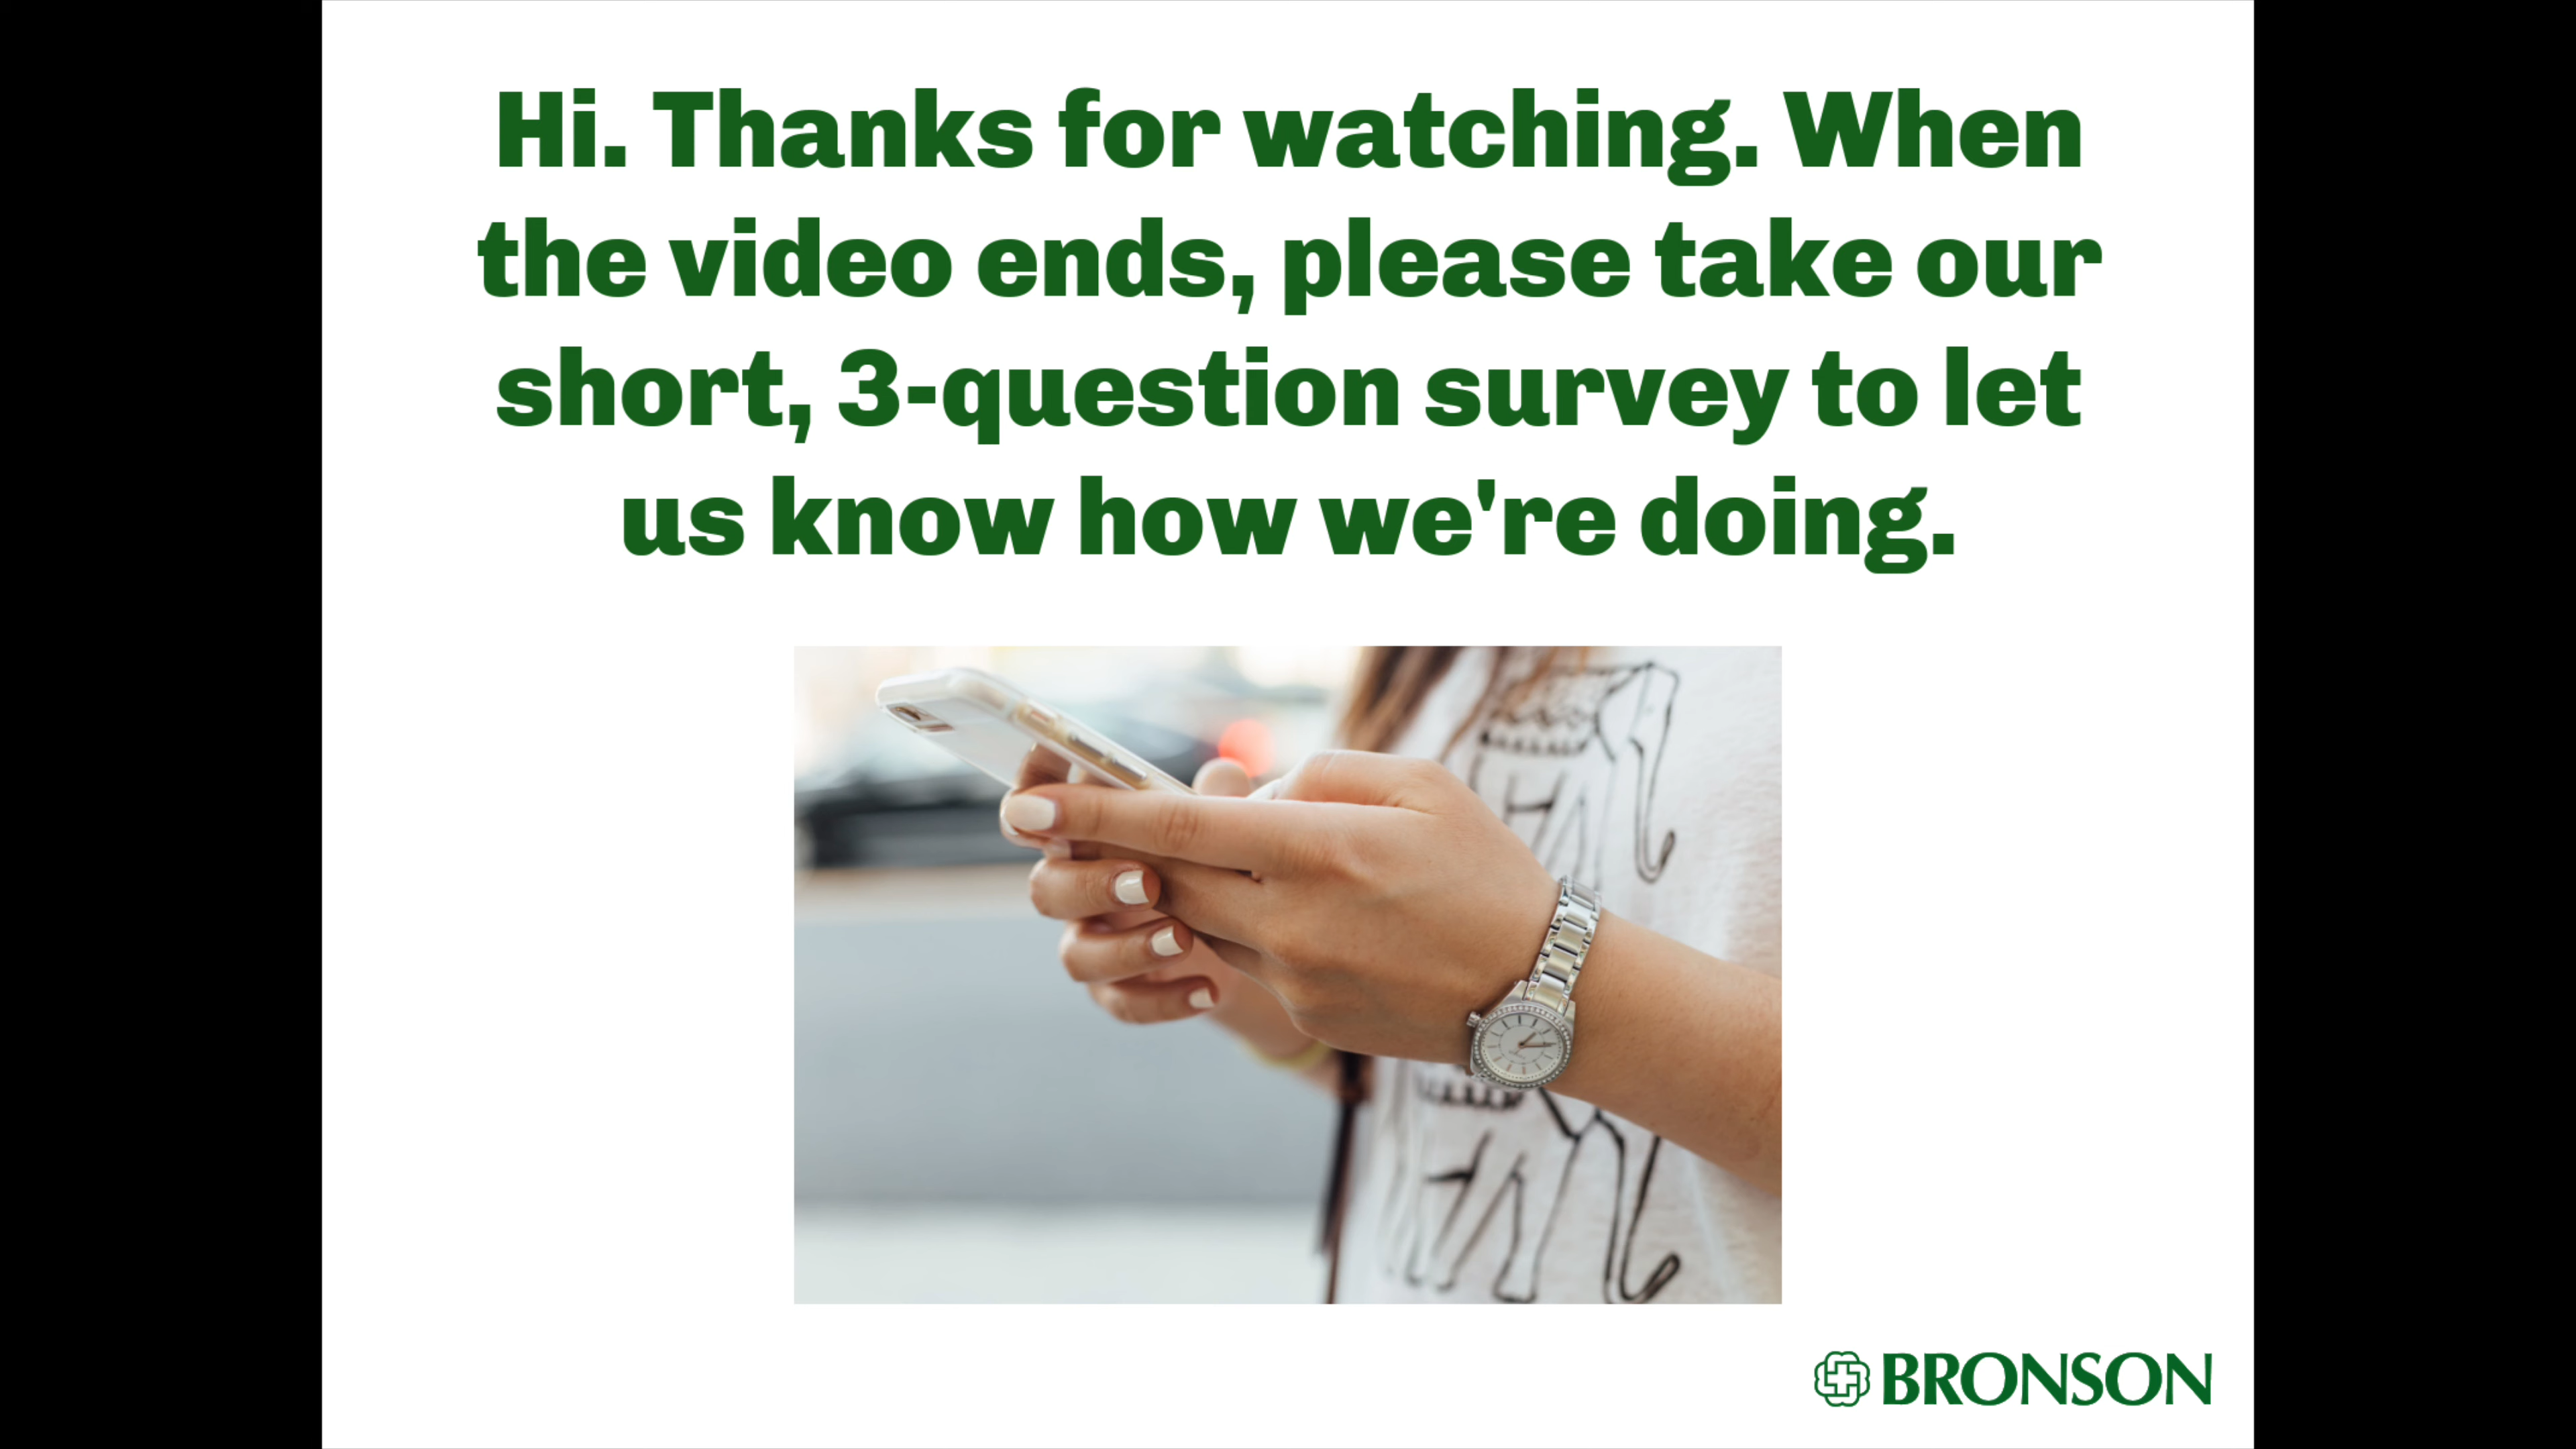 Hi. Thanks for watching. When
the video ends, please take our
short, 3-question survey to let
us know how we're doing.
BRONSON